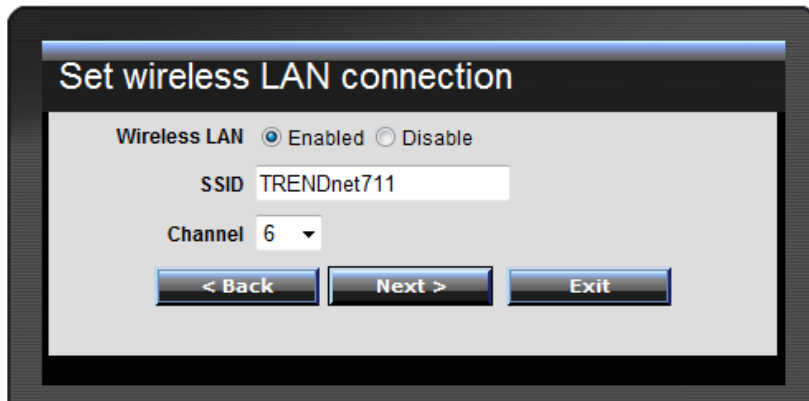 Set wireless LAN connection
Wireless LAN Enabled Disable
SSID TRENDnet711
Channel 6
< Back Next > Exit